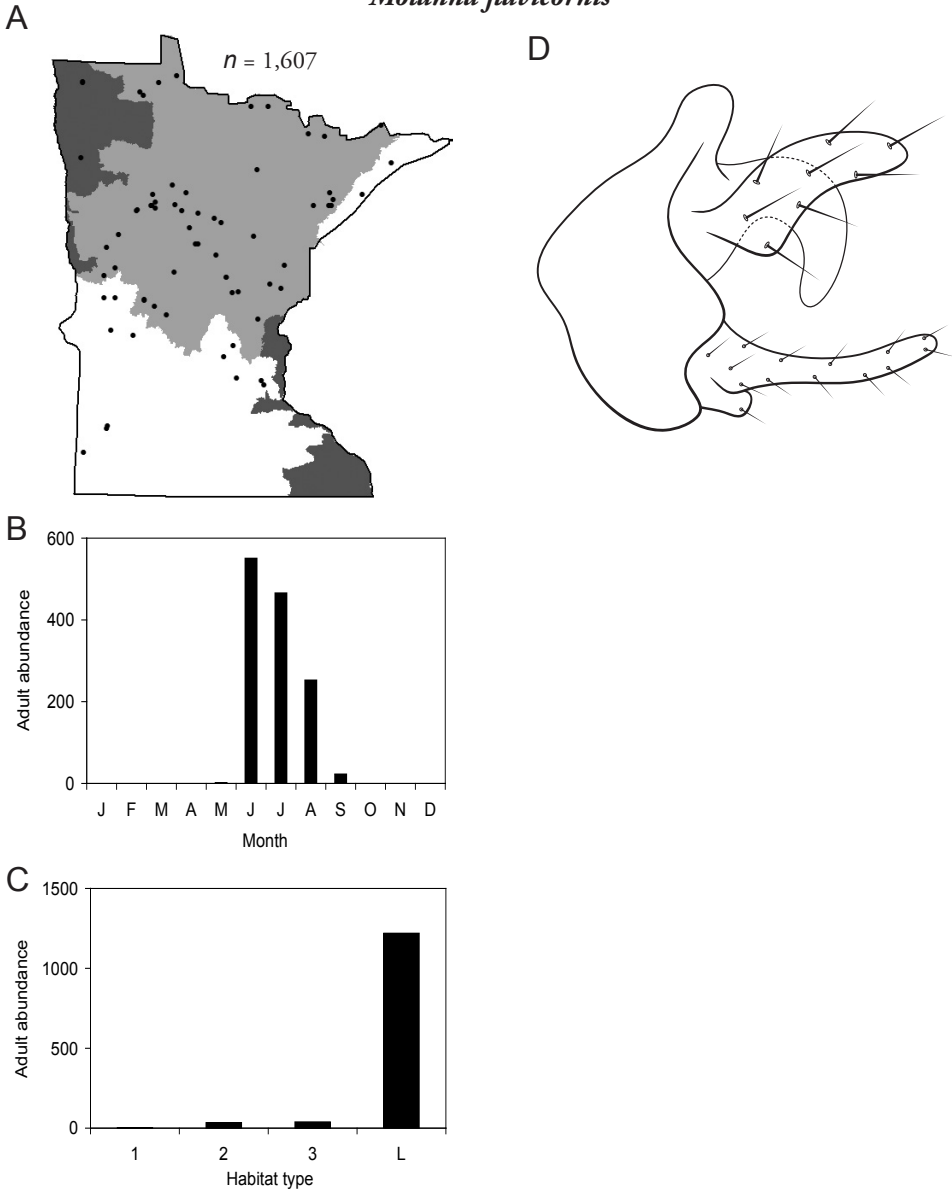 Molanna flavicornis
A
n = 1,607
D
B
Adult abundance
600
400
200
0
J F M A M J J A S O N D
Month
C
Adult abundance
1500
1000
500
0
1 2 3 L
Habitat type